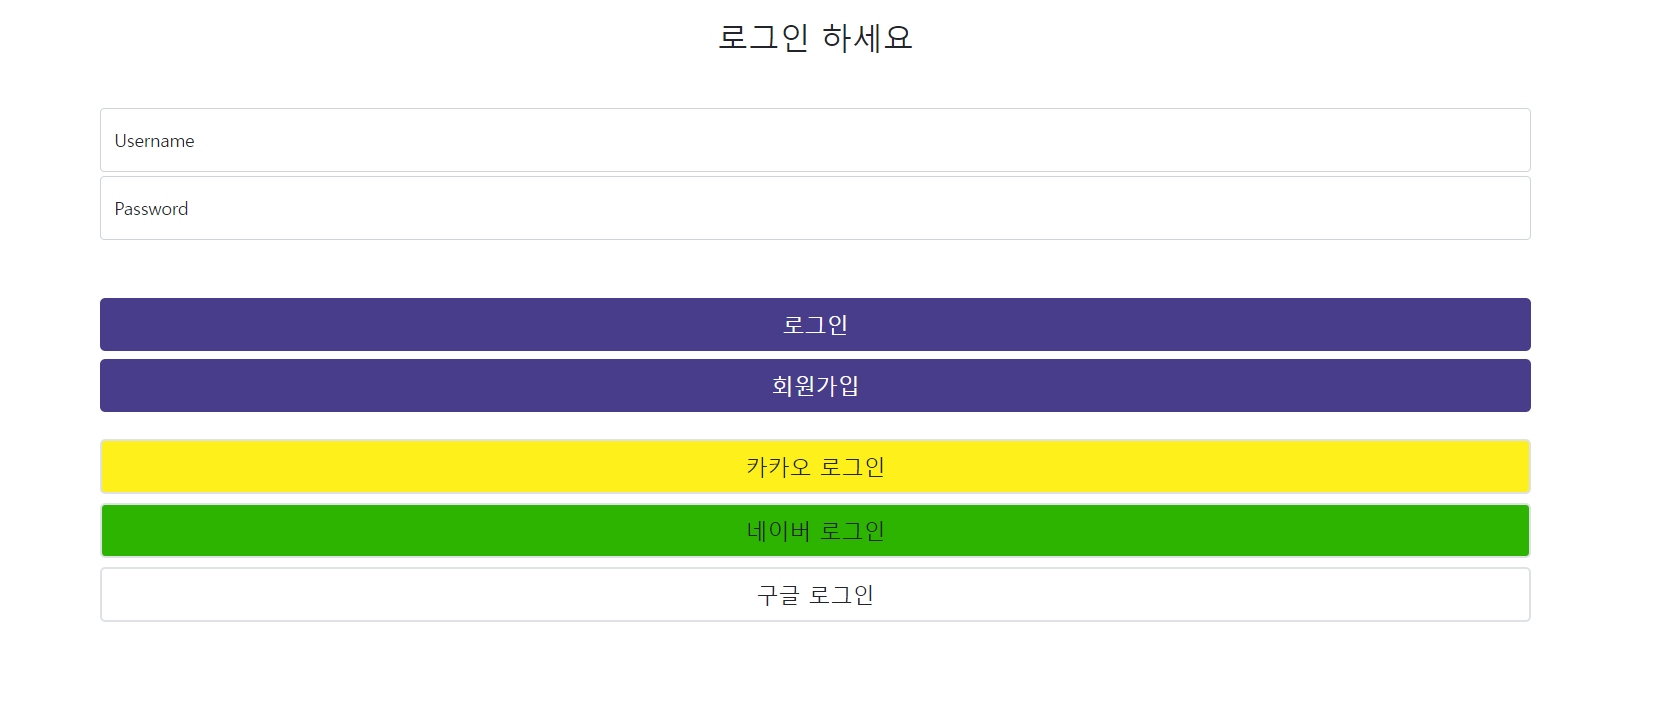 로그인 하세요
Username
Password
로그인
회원가입
카카오 로그인
네이버 로그인
구글 로그인